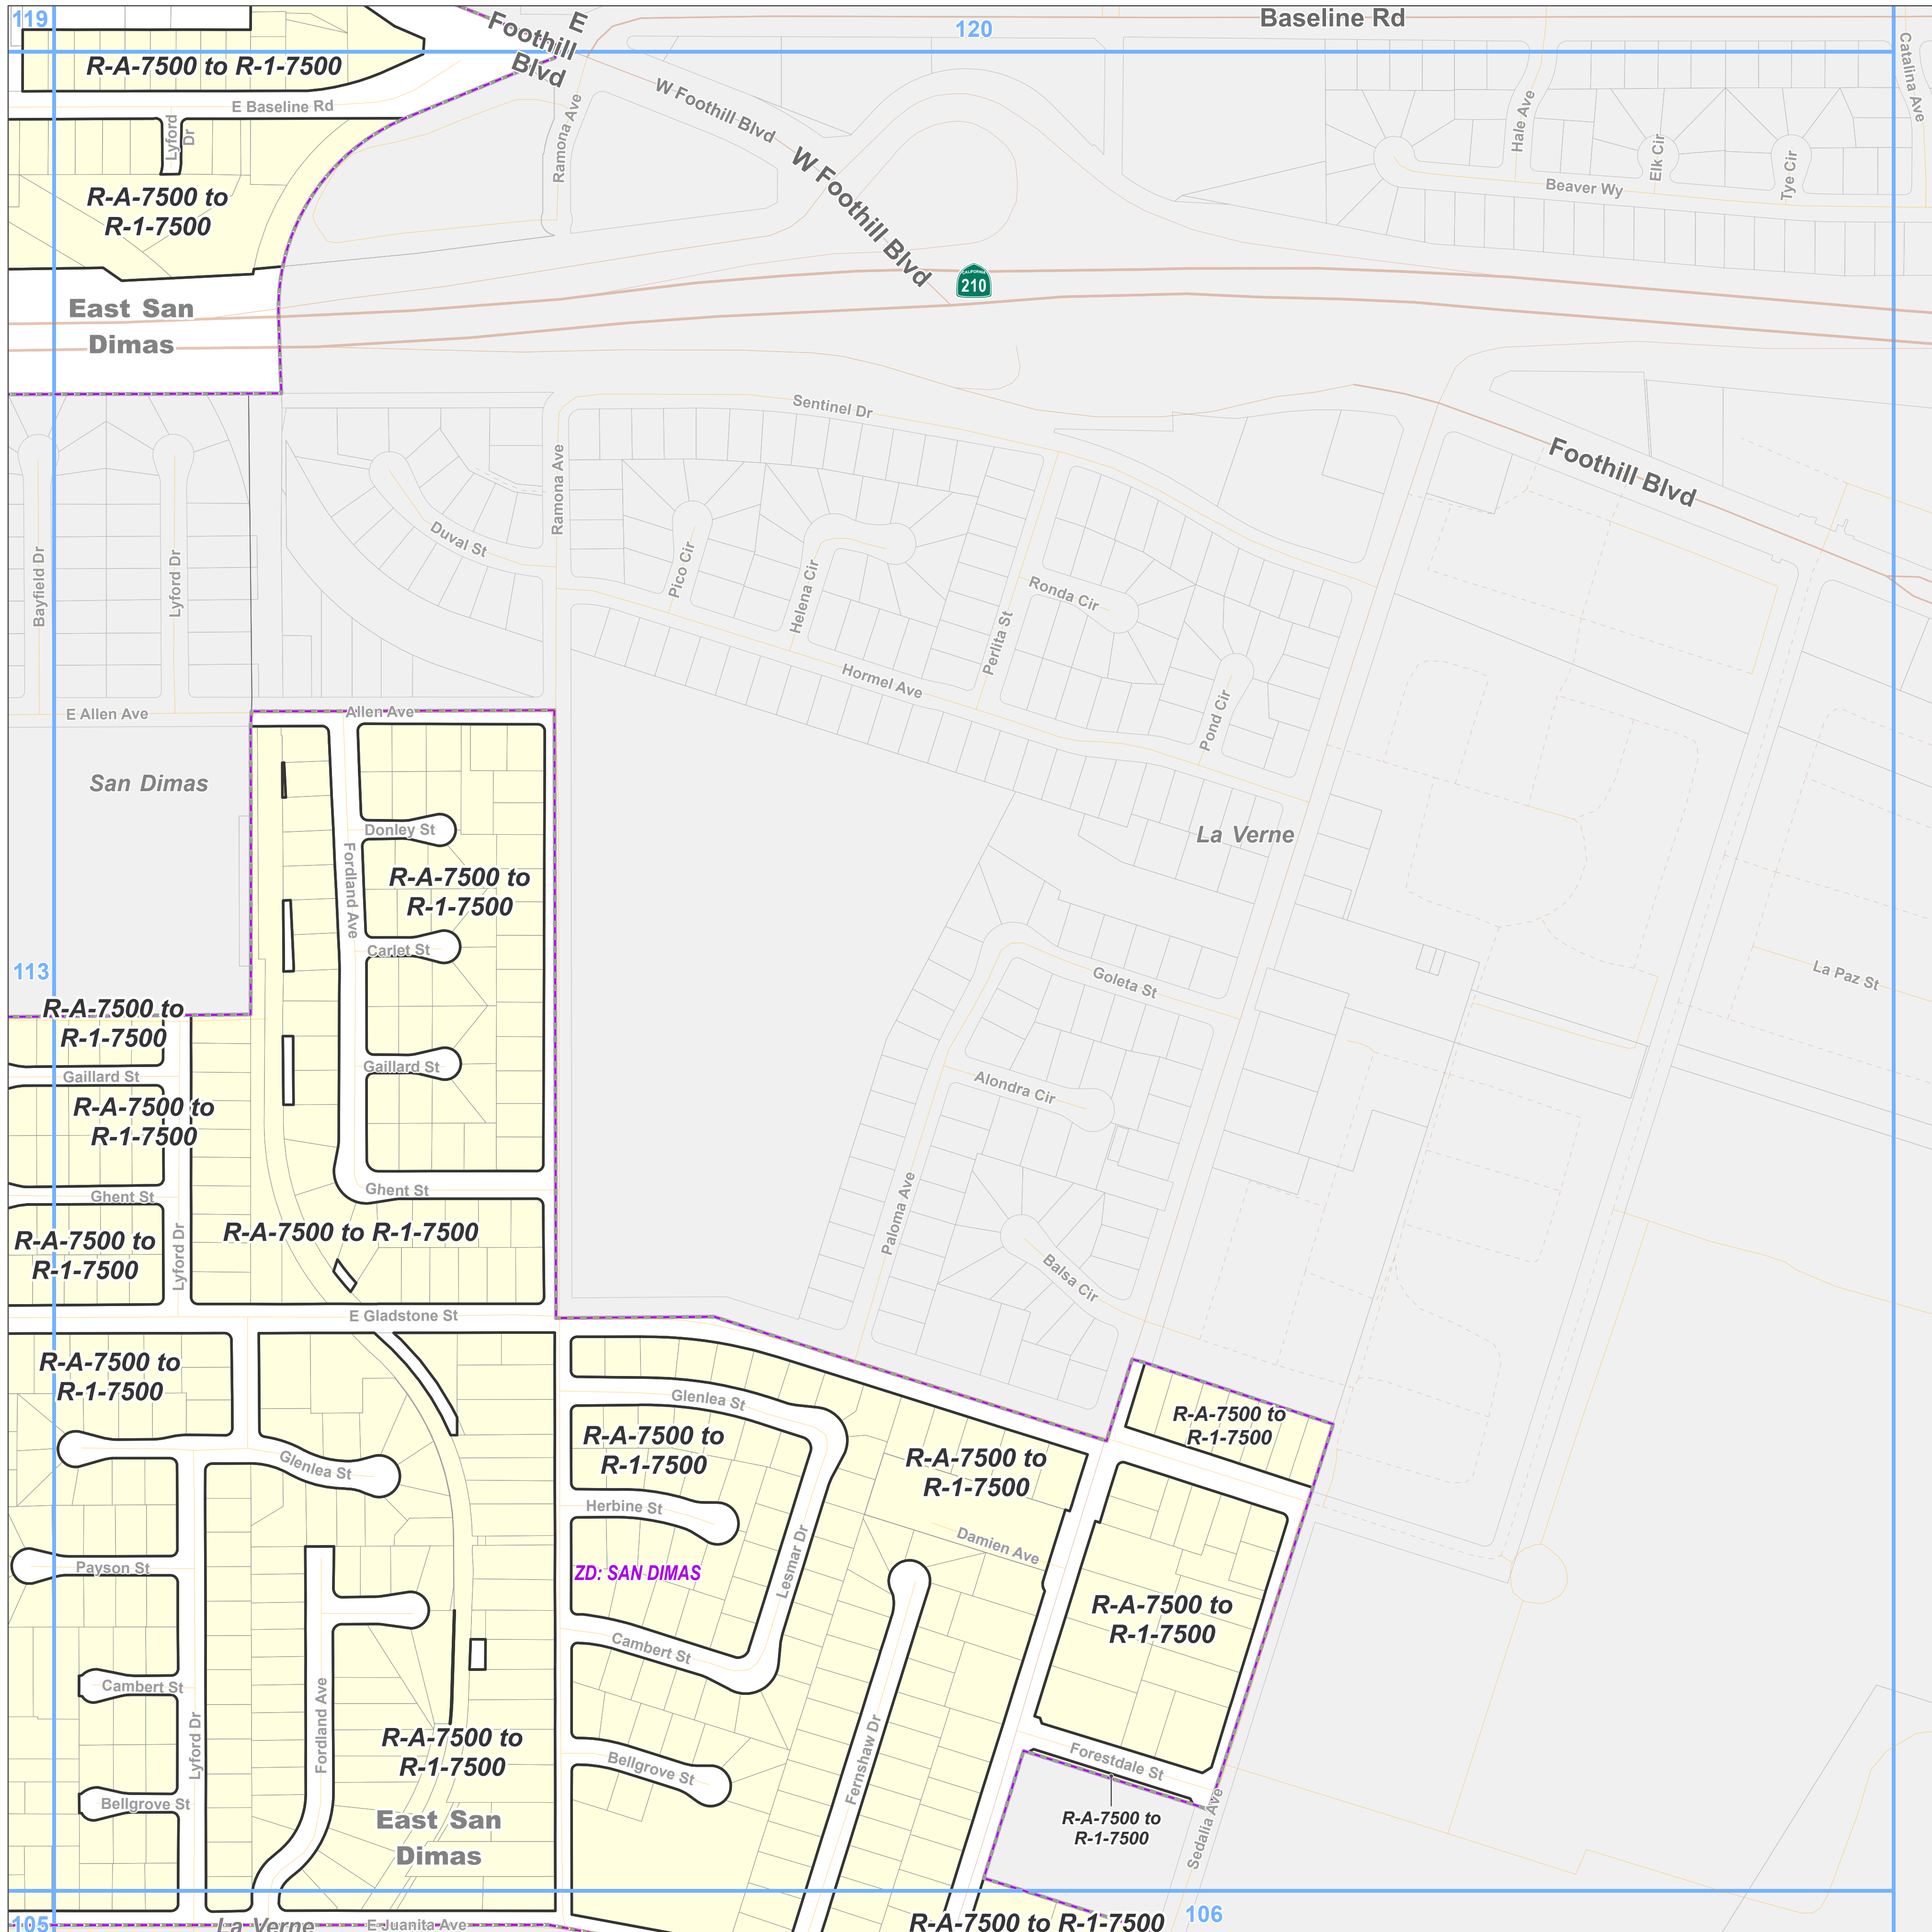 119
E
Foothill
Blvd
120
Baseline Rd
Catalina Ave
R-A-7500 to R-1-7500
E Baseline Rd
Lyford
Dr
Ramona Ave
W Foothill Blvd
W Foothill Blvd
Hale Ave
Elk Cir
Tye Cir
Beaver Wy
R-A-7500 to
R-1-7500
CALIFORNIA
210
East San
Dimas
Sentinel Dr
Foothill Blvd
Bayfield Dr
Lyford Dr
Duval St
Ramona Ave
Pico Cir
Helena Cir
Perlita St
Ronda Cir
Hormel Ave
Pond Cir
E Allen Ave
Allen Ave
San Dimas
La Verne
Donley St
Fordland Ave
R-A-7500 to
R-1-7500
Carlet St
113
Goleta St
La Paz St
R-A-7500 to
R-1-7500
Gaillard St
Gaillard St
Alondra Cir
R-A-7500 to
R-1-7500
Ghent St
Ghent St
Paloma Ave
R-A-7500 to
R-1-7500
Lyford Dr
R-A-7500 to R-1-7500
Balsa Cir
E Gladstone St
R-A-7500 to
R-1-7500
Glenlea St
Glenlea St
R-A-7500 to
R-1-7500
R-A-7500 to
R-1-7500
R-A-7500 to
R-1-7500
Herbine St
Lesmar Dr
Damien Ave
Payson St
ZD: SAN DIMAS
R-A-7500 to
R-1-7500
Cambert St
Cambert St
Lyford Dr
Fordland Ave
R-A-7500 to
R-1-7500
Bellgrove St
Bellgrove St
Fernshaw Dr
Forestdale St
Sedalia Ave
R-A-7500 to
R-1-7500
East San
Dimas
105
La Verne
E Juanita Ave
R-A-7500 to R-1-7500
106